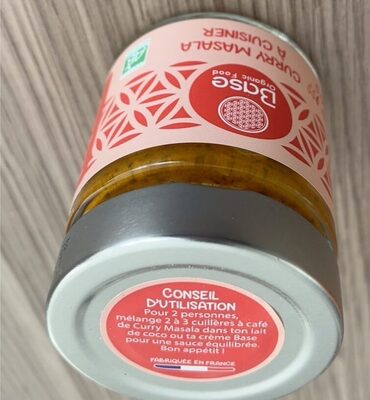 Base
Organic Food
CURRY MASALA
À CUISINER
CONSEIL
D'UTILISATION
Pour 2 personnes,
mélange 2 à 3 cuillères à café
de Curry Masala dans ton lait
de coco ou ta crème Base
pour une sauce équilibrée.
Bon appétit !
FABRIQUÉE EN FRANCE